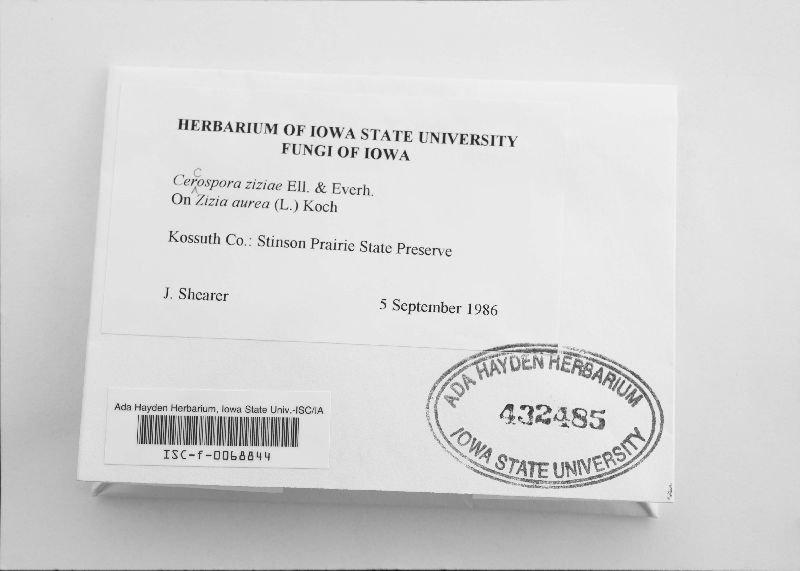 HERBARIUM OF IOWA STATE UNIVERSITY
FUNGI OF IOWA
C
Cerospora ziziae Ell. & Everh.
On Zizia aurea (L.) Koch
Kossuth Co.: Stinson Prairie State Preserve
J. Shearer 5 September 1986
ADA HAYDEN HERBARIUM
432485
IOWA STATE UNIVERSITY
Ada Hayden Herbarium, Iowa State Univ.-ISC/IA
ISC-f-0068844